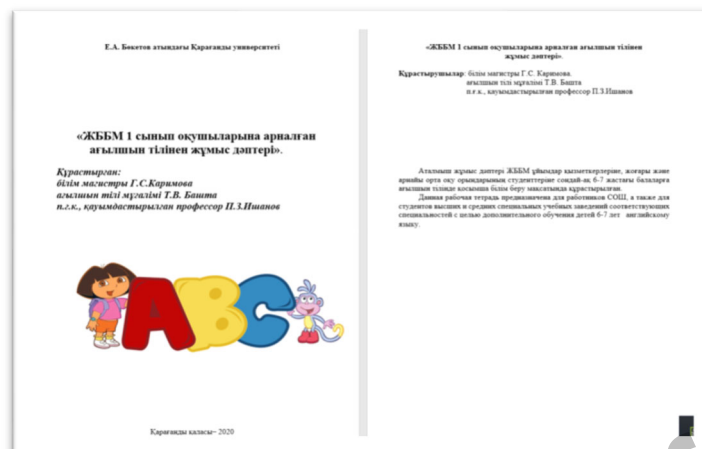 Е.А. Бөкетов атындағы Қарағанды университеті
«ЖББМ 1 сынып оқушыларына арналған
ағылшын тілінен жұмыс дәптері».
Құрастырған:
білім магистры Г.С.Каримова
ағылшын тілі мұғалімі Т.В. Башта
п.ғ.к., қауымдастырылған профессор П.З.Ишанов
ABC
Қарағанды қаласы– 2020
«ЖББМ 1 сынып оқушыларына арналған ағылшын тілінен
жұмыс дәптері».
Құрастырушылар: білім магистры Г.С. Каримова.
ағылшын тілі мұғалімі Т.В. Башта
п.ғ.к., қауымдастырылған профессор П.З.Ишанов
Аталмыш жұмыс дәптері ЖББМ ұйымдар қызметкерлеріне, жоғары және
арнайы орта оқу орындарының студенттеріне сондай-ақ 6-7 жастағы балаларға
ағылшын тілінде қосымша білім беру мақсатында құрастырылған.
Данная рабочая тетрадь предназначена для работников СОШ, а также для
студентов высших и средних специальных учебных заведений соответствующих
специальностей с целью дополнительного обучения детей 6-7 лет английскому
языку.